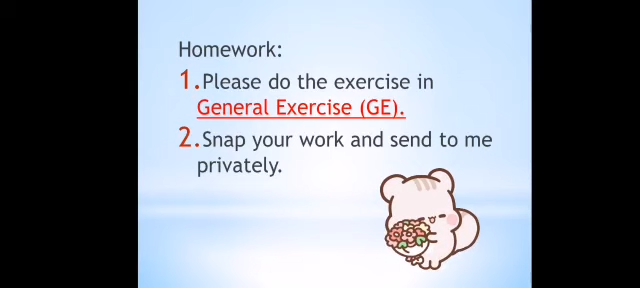 Homework:
1.Please do the exercise in
General Exercise (GE).
2.Snap your work and send to me
privately.